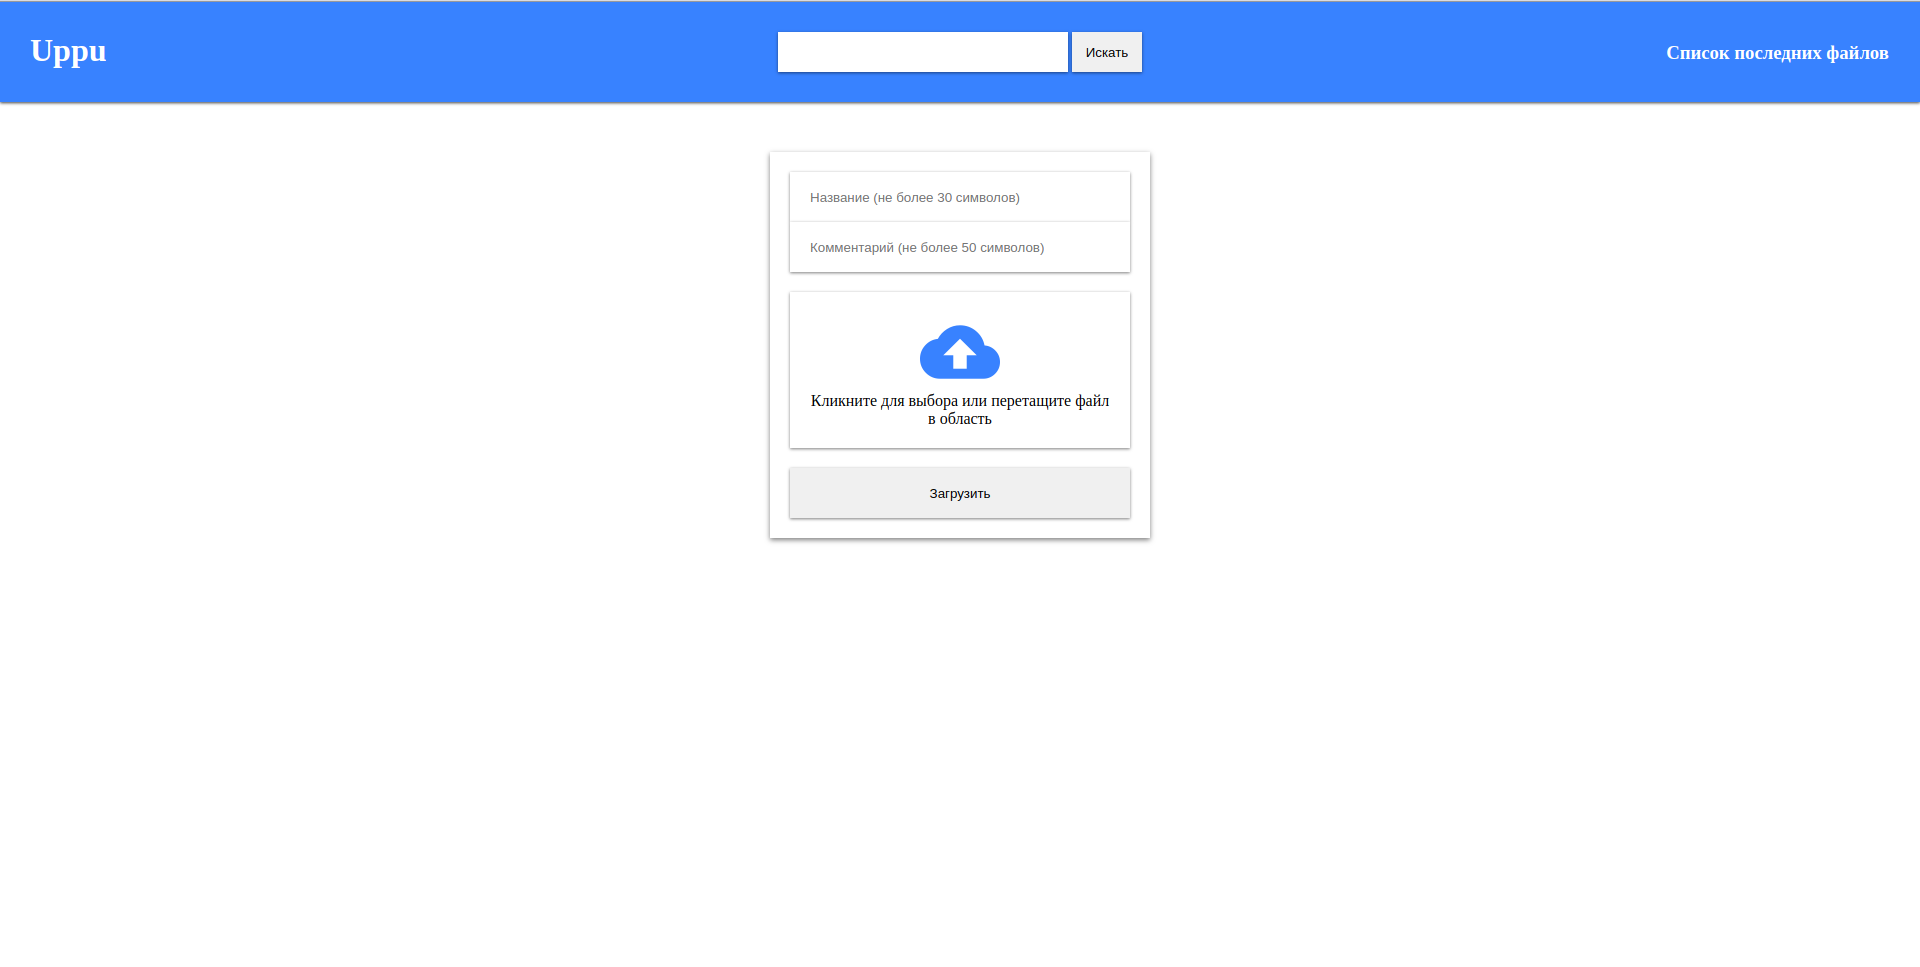 Uppu
Искать
Список последних файлов
Название (не более 30 символов)
Комментарий (не более 50 символов)
Кликните для выбора или перетащите файл
в область
Загрузить